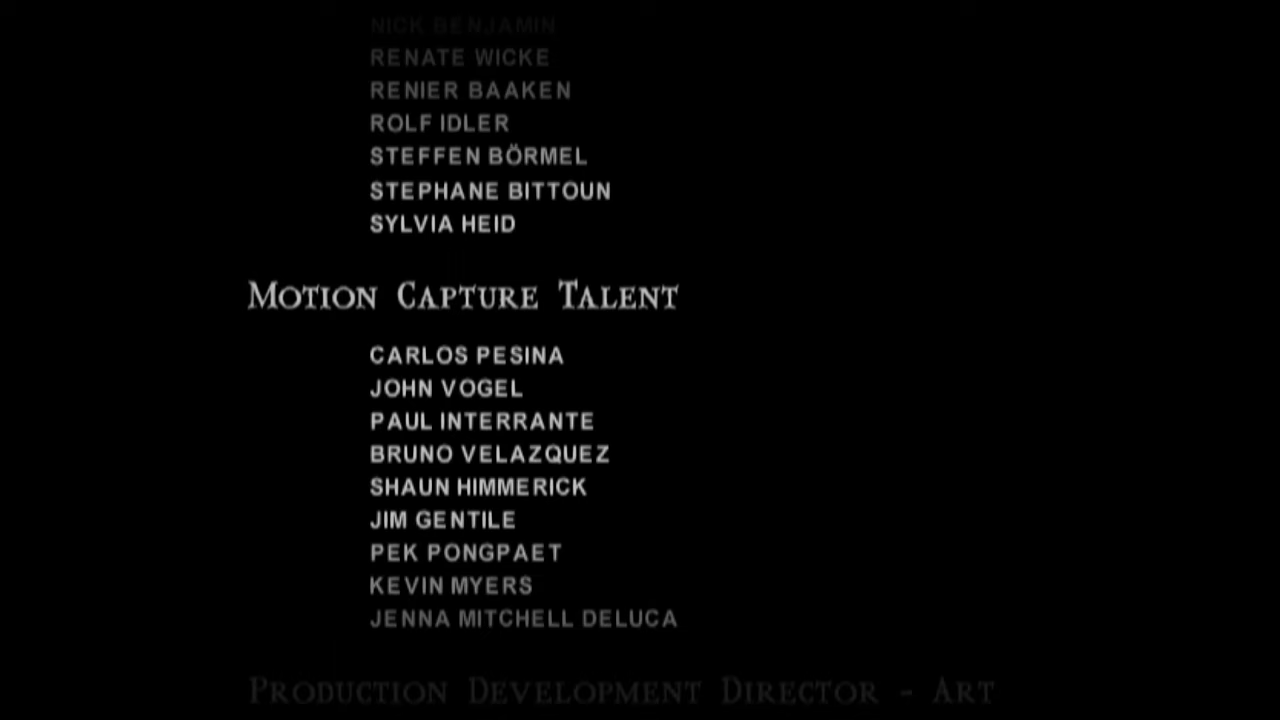 NICK BENJAMIN
RENATE WICKE
RENIER BAAKEN
ROLF IDLER
STEFFEN BÖRMEL
STEPHANE BITTOUN
SYLVIA HEID
MOTION CAPTURE TALENT
CARLOS PESINA
JOHN VOGEL
PAUL INTERRANTE
BRUNO VELAZQUEZ
SHAUN HIMMERICK
JIM GENTILE
PEK PONGPAET
KEVIN MYERS
JENNA MITCHELL DELUCA
PRODUCTION DEVELOPMENT DIRECTOR - ART